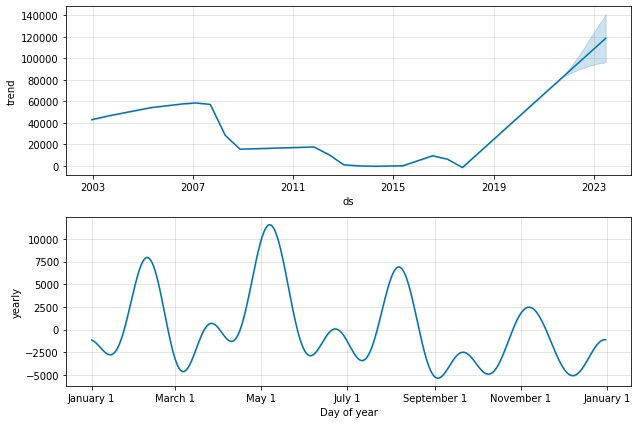 140000
120000
100000
80000
60000
40000
20000
0
trend
2003 2007 2011 2015 2019 2023
ds
10000
7500
5000
2500
0
−2500
−5000
yearly
January 1 March 1 May 1 July 1 September 1 November 1 January 1
Day of year